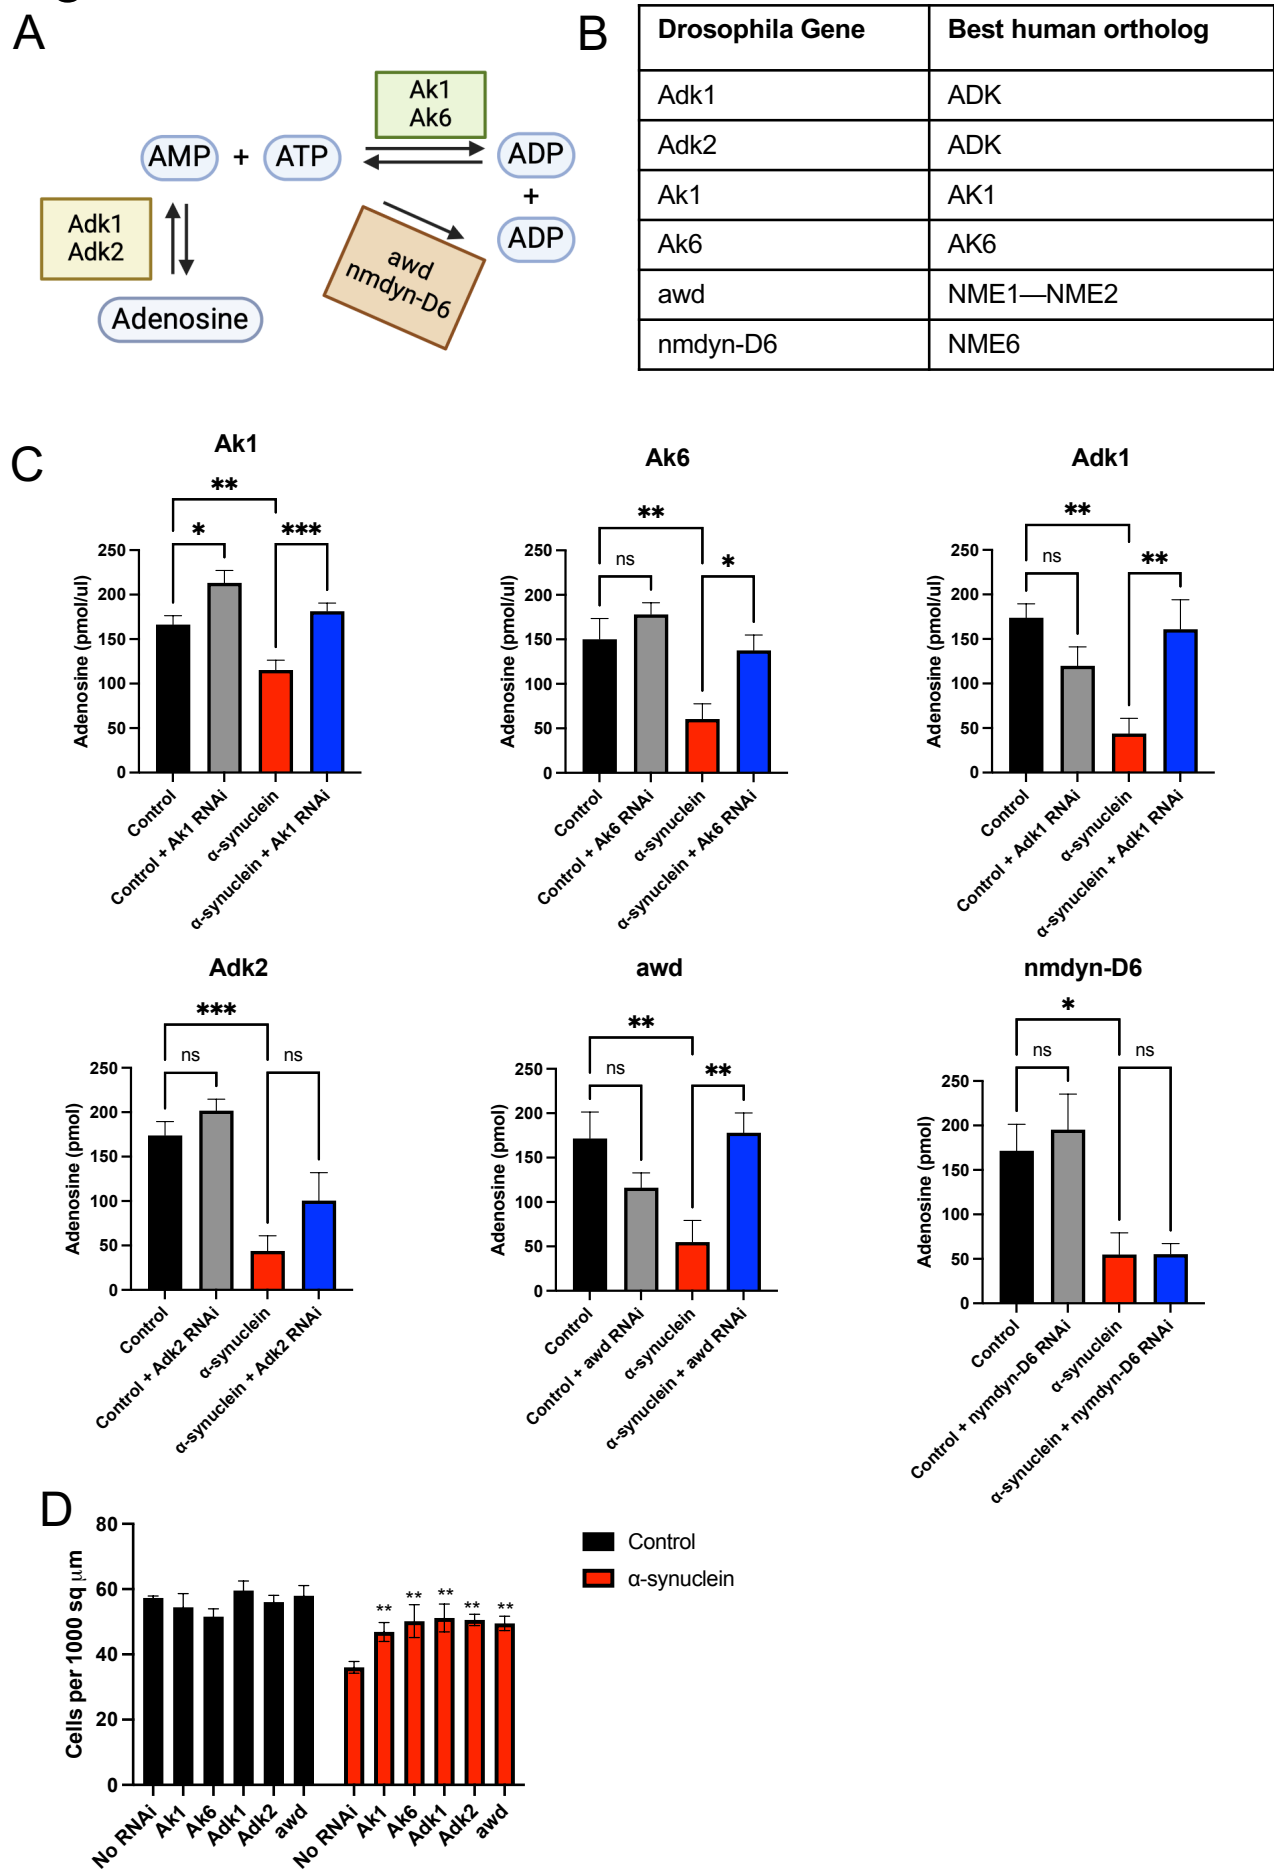 A
Ak1
Ak6
AMP + ATP
ADP
+
ADP
Adk1
Adk2
awd
nmdyn-D6
Adenosine
B
Drosophila Gene Best human ortholog
Adk1 ADK
Adk2 ADK
Ak1 AK1
Ak6 AK6
awd NME1—NME2
nmdyn-D6 NME6
C
Ak1
**
* ***
250
200
150
100
50
0
Adenosine (pmol/ul)
Control
Control + Ak1 RNAi
α-synuclein
α-synuclein + Ak1 RNAi
Ak6
**
ns *
250
200
150
100
50
0
Adenosine (pmol/ul)
Control
Control + Ak6 RNAi
α-synuclein
α-synuclein + Ak6 RNAi
Adk1
**
ns **
250
200
150
100
50
0
Adenosine (pmol/ul)
Control
Control + Adk1 RNAi
α-synuclein
α-synuclein + Adk1 RNAi
Adk2
***
ns ns
250
200
150
100
50
0
Adenosine (pmol)
Control
Control + Adk2 RNAi
α-synuclein
α-synuclein + Adk2 RNAi
awd
**
ns **
250
200
150
100
50
0
Adenosine (pmol)
Control
Control + awd RNAi
α-synuclein
α-synuclein + awd RNAi
nmdyn-D6
*
ns ns
250
200
150
100
50
0
Adenosine (pmol)
Control
Control + nymdyn-D6 RNAi
α-synuclein
α-synuclein + nymdyn-D6 RNAi
D
80
60
40
20
0
Cells per 1000 sq μm
** ** ** ** **
No RNAi
Ak1
Ak6
Adk1
Adk2
awd
No RNAi
Ak1
Ak6
Adk1
Adk2
awd
Control
α-synuclein